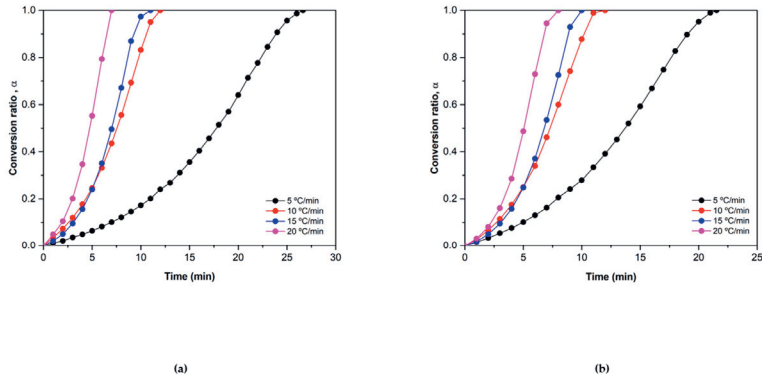 1.0
0.8
0.6
0.4
0.2
0.0
Conversion ratio, α
5 ºC/min
10 ºC/min
15 ºC/min
20 ºC/min
0 5 10 15 20 25 30
Time (min)
(a)
1.0
0.8
0.6
0.4
0.2
0.0
Conversion ratio, α
5 ºC/min
10 ºC/min
15 ºC/min
20 ºC/min
0 5 10 15 20 25
Time (min)
(b)